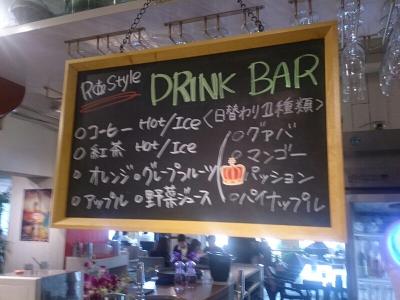 R Style DRINK BAR
〈日替わり11種類〉
○コーヒー Hot/Ice
○紅茶 Hot/Ice
○オレンジ ○グレープフルーツ
○アップル ○野菜ジュース
○グァバ
○マンゴー
パッション
○パイナップル